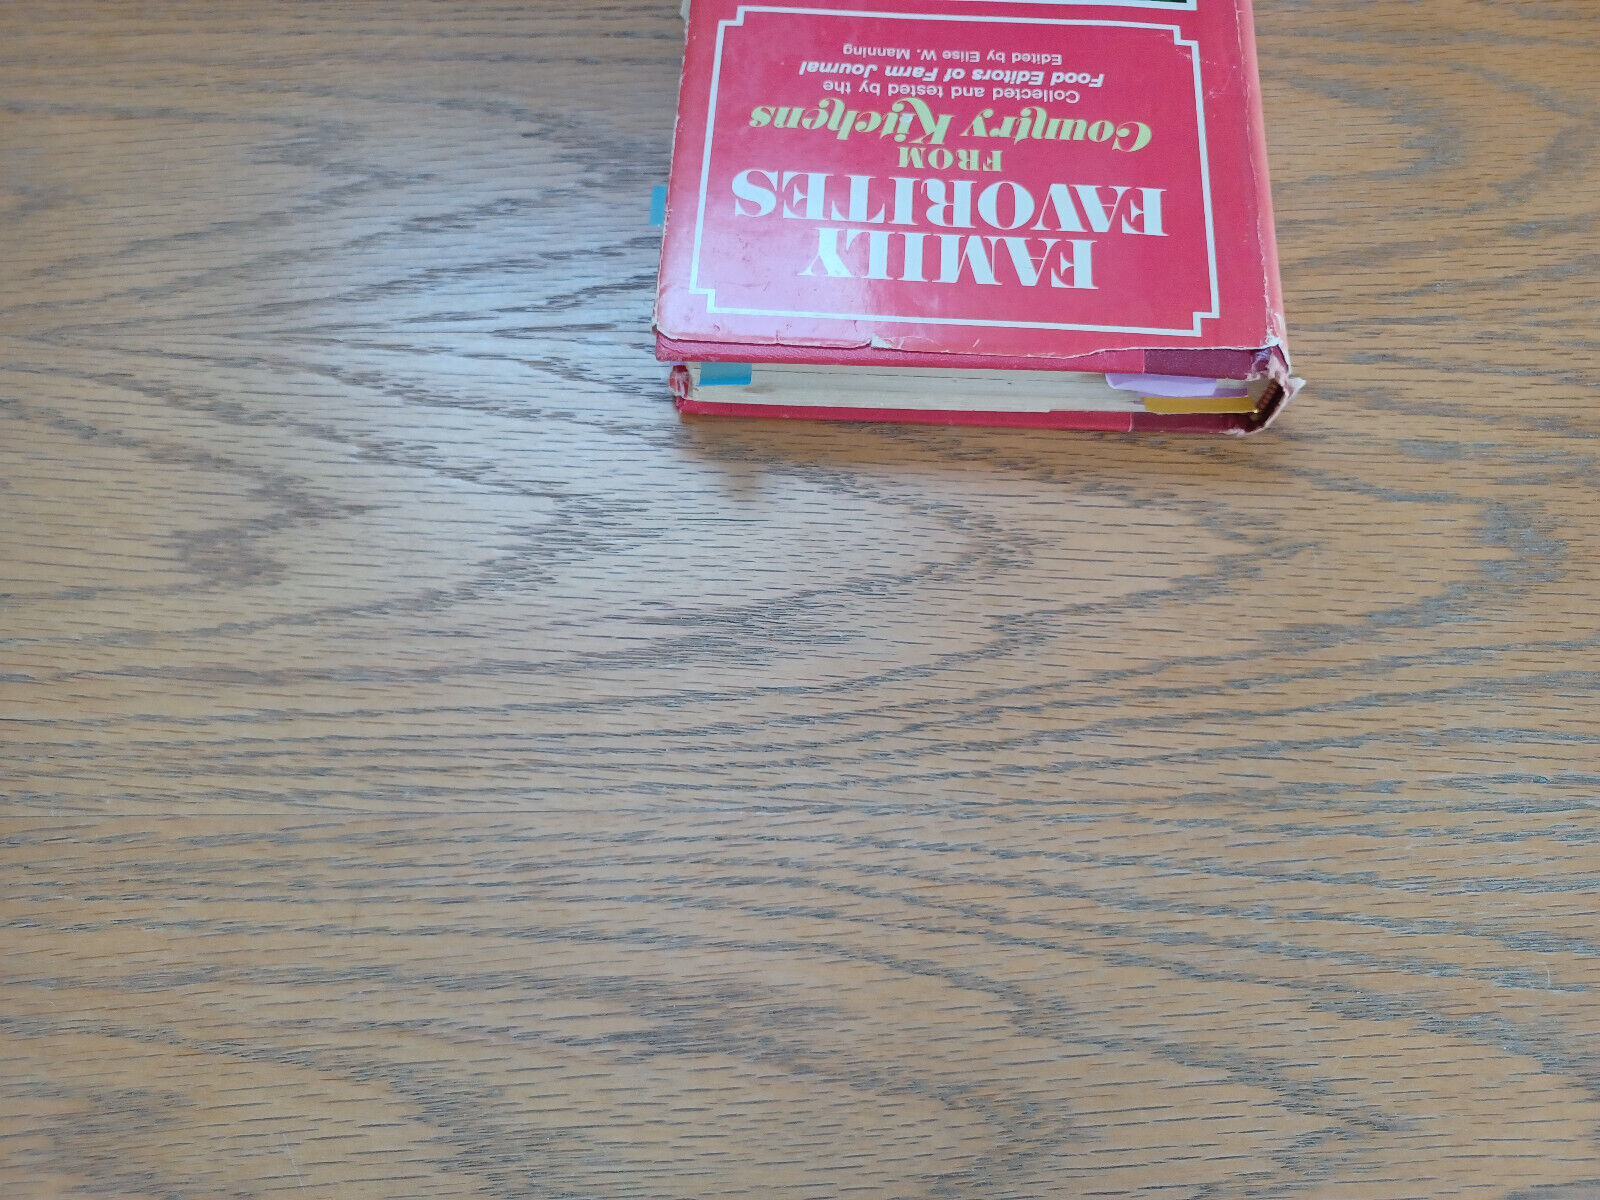 FAMILY
FAVORITES
FROM
Country Kitchens
Collected and tested by the
Food Editors of Farm Journal
Edited by Elise W. Manning